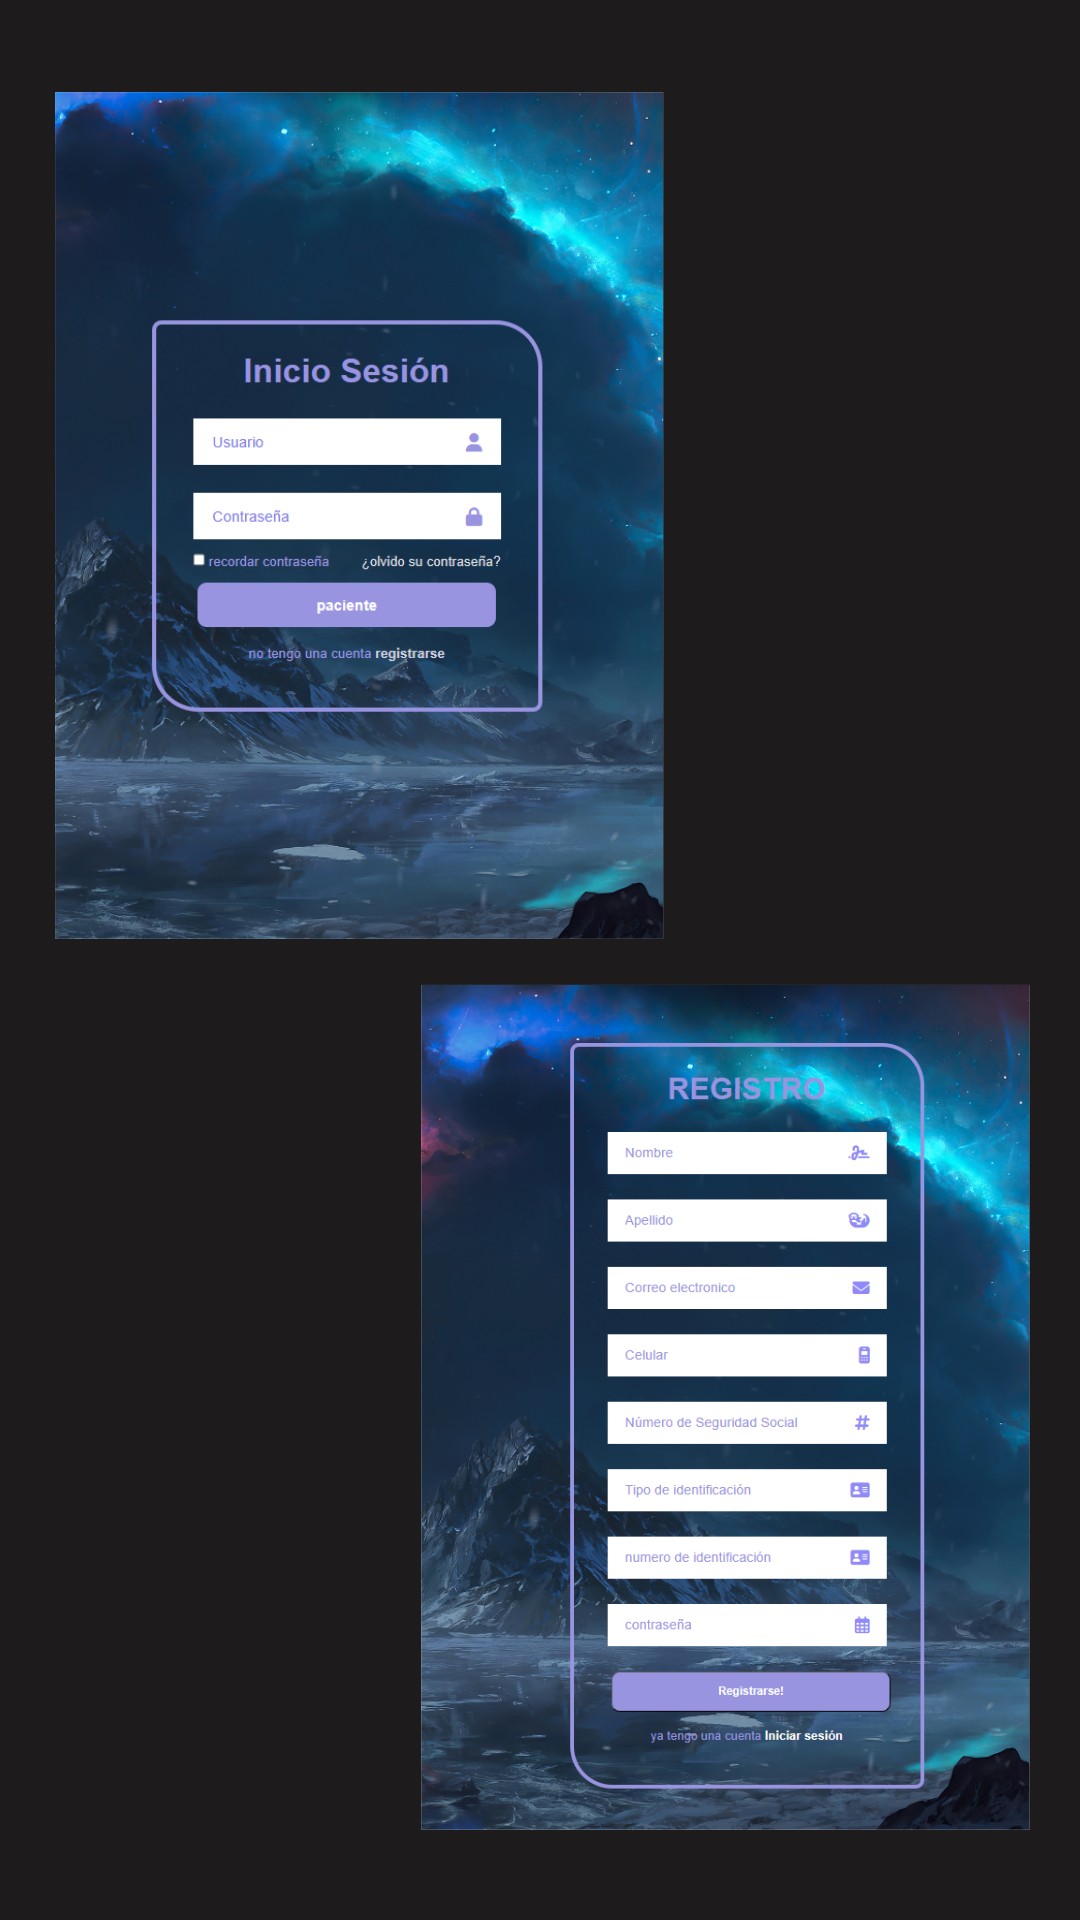 Inicio Sesión
Usuario
Contraseña
recordar contraseña ¿olvido su contraseña?
paciente
no tengo una cuenta registrarse
REGISTRO
Nombre
Apellido
Correo electronico
Celular
Número de Seguridad Social
Tipo de identificación
numero de identificación
contraseña
Registrarse!
ya tengo una cuenta Iniciar sesión